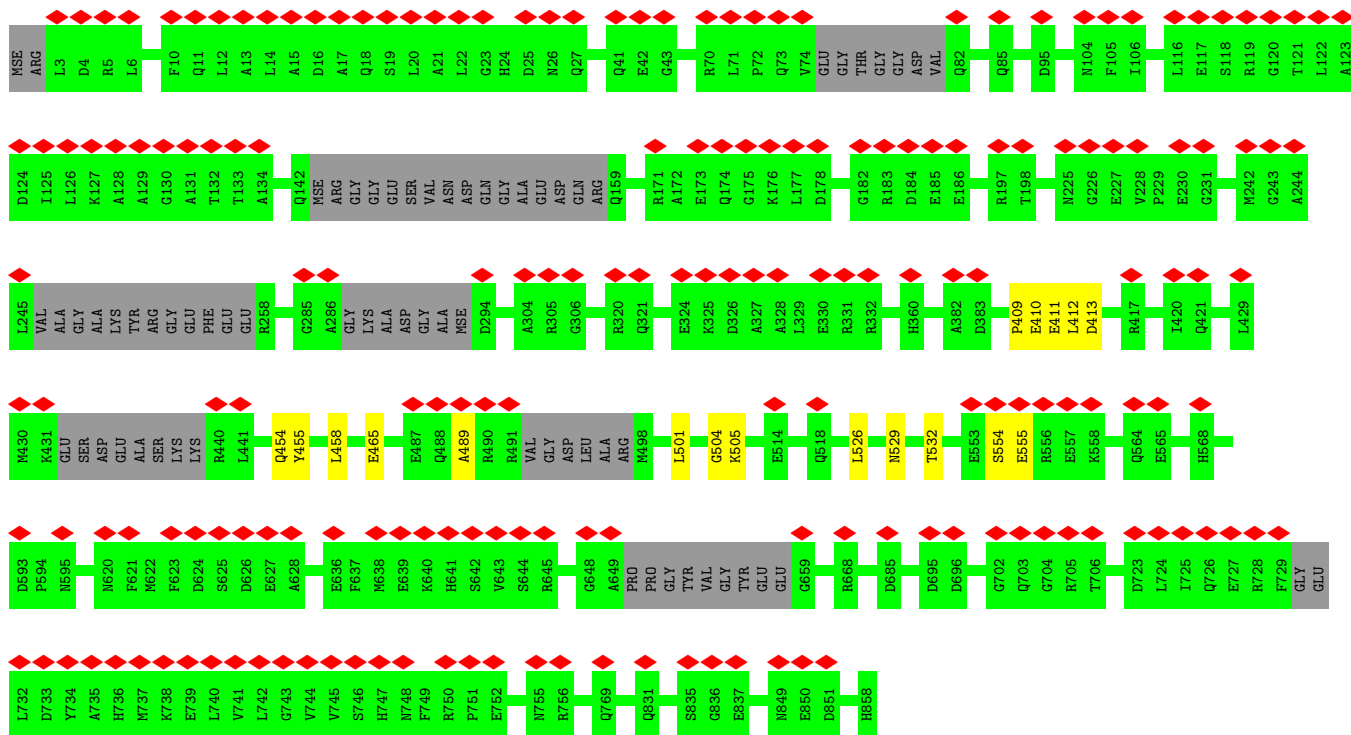 MSE ARG L3 D4 R5 L6 F10 Q11 L12 A13 L14 A15 D16 A17 Q18 S19 L20 A21 L22 G23 H24 D25 N26 Q27 Q41 E42 G43 R70 L71 P72 Q73 V74 GLU GLY THR GLY GLY ASP VAL Q82 Q85 D95 N104 F105 I106 L116 E117 S118 R119 G120 T121 L122 A123
D124 I125 L126 K127 A128 A129 G130 A131 T132 T133 A134 Q142 MSE ARG GLY GLY GLU SER VAL ASN ASP GLN GLY ALA GLU ASP GLN ARG Q159 R171 A172 E173 Q174 G175 K176 L177 D178 G182 R183 D184 E185 E186 R197 T198 N225 G226 E227 V228 P229 E230 G231 M242 G243 A244
L245 VAL ALA GLY ALA LYS TYR ARG GLY GLU PHE GLU GLU R258 G285 A286 GLY LYS ALA ASP GLY ALA MSE D294 A304 R305 G306 R320 Q321 E324 K325 D326 A327 A328 L329 E330 R331 R332 H360 A382 D383 P409 E410 E411 L412 D413 R417 I420 Q421 L429
M430 K431 GLU SER ASP GLU ALA SER LYS LYS R440 L441 Q454 Y455 L458 E465 E487 Q488 A489 R490 R491 VAL GLY ASP LEU ALA ARG M498 L501 G504 K505 E514 Q518 L526 N529 T532 E553 S554 E555 R556 E557 K558 Q564 E565 H568
D593 P594 N595 N620 F621 M622 F623 D624 S625 D626 E627 A628 E636 F637 M638 E639 K640 H641 S642 V643 S644 R645 G648 A649 PRO PRO GLY TYR VAL GLY TYR GLU GLU G659 R668 D685 D695 D696 G702 Q703 G704 R705 T706 D723 L724 I725 Q726 E727 R728 F729 GLY GLU
L732 D733 Y734 A735 H736 M737 K738 E739 L740 V741 L742 G743 V744 V745 S746 H747 N748 F749 R750 P751 E752 N755 R756 Q769 Q831 S835 G836 E837 N849 E850 D851 H858